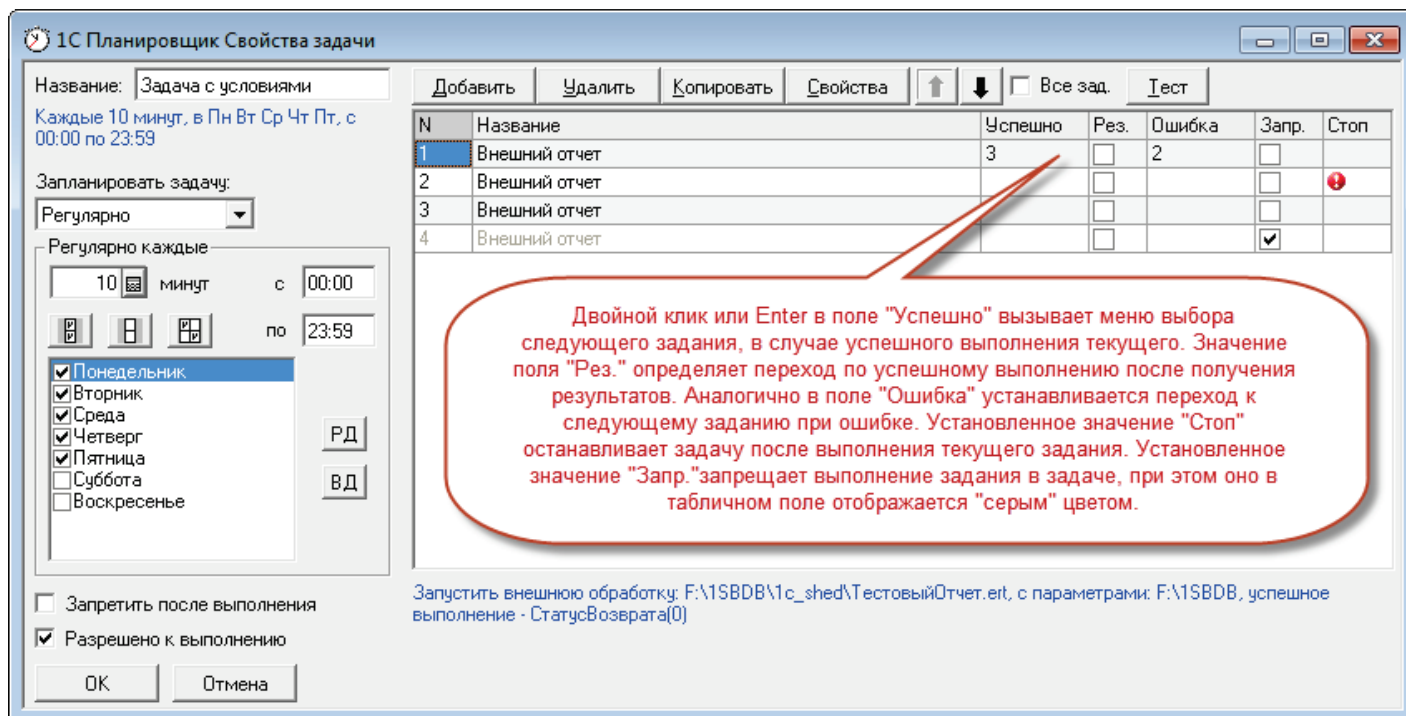 1С Планировщик Свойства задачи
Название: Задача с условиями
Каждые 10 минут, в Пн Вт Ср Чт Пт, с
00:00 по 23:59
Запланировать задачу:
Регулярно
Регулярно каждые
10 минут с 00:00
по 23:59
Понедельник
Вторник
Среда
Четверг
Пятница
Суббота
Воскресенье
РД
ВД
Запретить после выполнения
Разрешено к выполнению
OK Отмена
Добавить Удалить Копировать Свойства Все зад. Тест
N Название Успешно Рез. Ошибка Запр. Стоп
1 Внешний отчет 3 2
2 Внешний отчет
3 Внешний отчет
4 Внешний отчет
Двойной клик или Enter в поле "Успешно" вызывает меню выбора
следующего задания, в случае успешного выполнения текущего. Значение
поля "Рез." определяет переход по успешному выполнению после получения
результатов. Аналогично в поле "Ошибка" устанавливается переход к
следующему заданию при ошибке. Установленное значение "Стоп"
останавливает задачу после выполнения текущего задания. Установленное
значение "Запр."запрещает выполнение задания в задаче, при этом оно в
табличном поле отображается "серым" цветом.
Запустить внешнюю обработку: F:\1SBDB\1c_shed\ТестовыйОтчет.ert, с параметрами: F:\1SBDB, успешное
выполнение - СтатусВозврата(0)